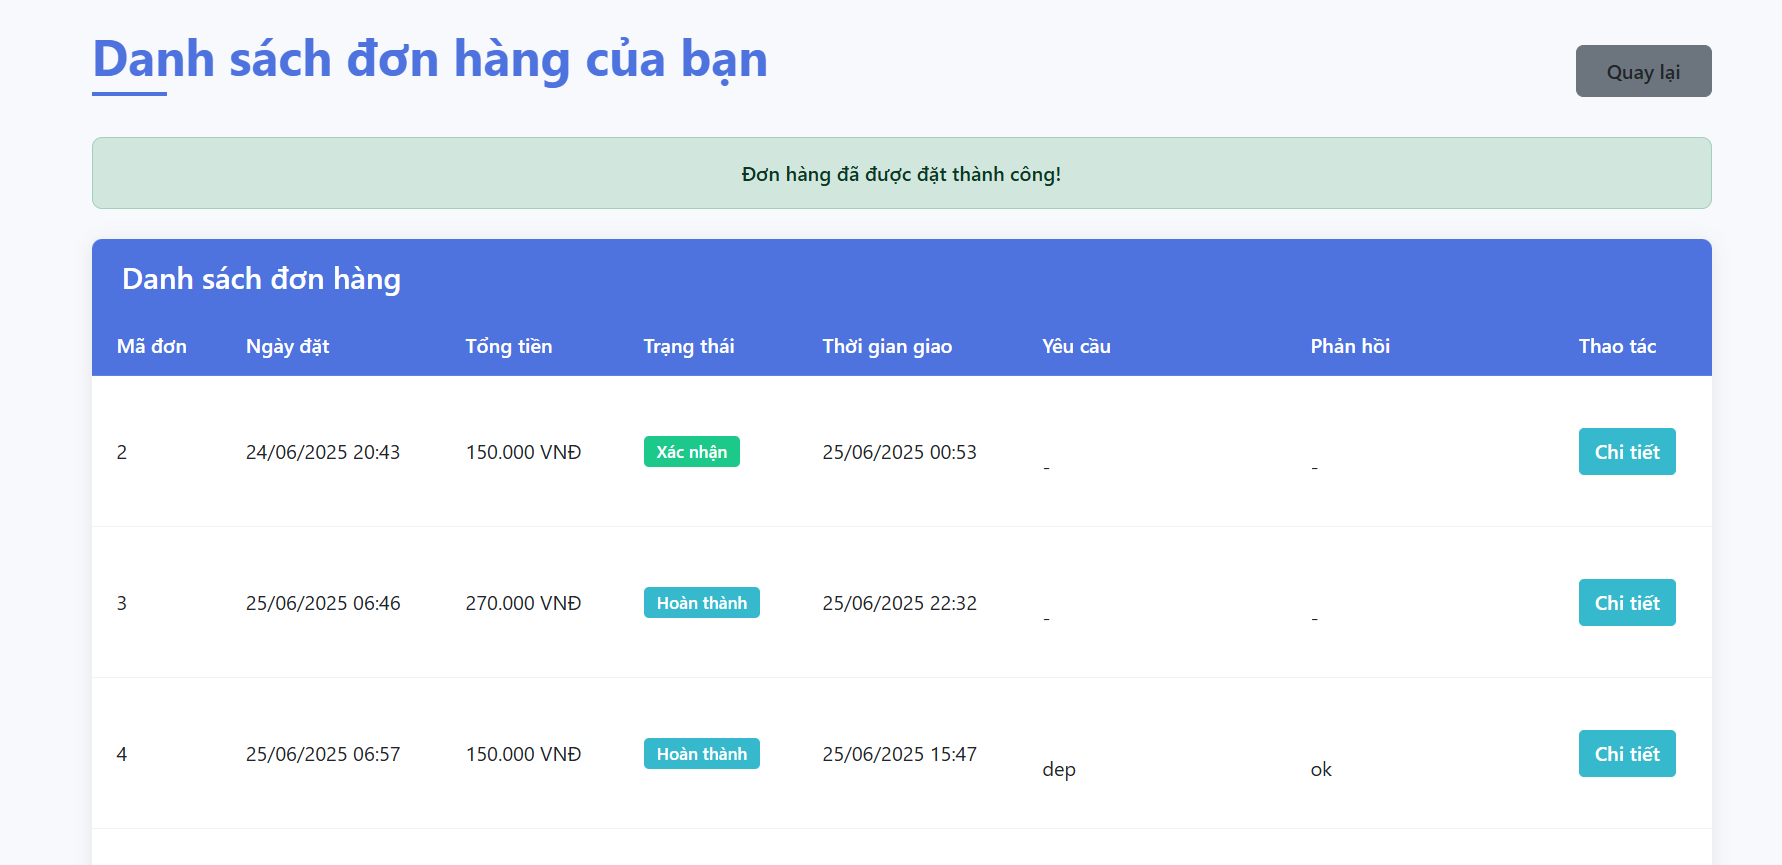 Danh sách đơn hàng của bạn
Quay lại
Đơn hàng đã được đặt thành công!
Danh sách đơn hàng
Mã đơn Ngày đặt Tổng tiền Trạng thái Thời gian giao Yêu cầu Phản hồi Thao tác
2 24/06/2025 20:43 150.000 VNĐ Xác nhận 25/06/2025 00:53 - - Chi tiết
3 25/06/2025 06:46 270.000 VNĐ Hoàn thành 25/06/2025 22:32 - - Chi tiết
4 25/06/2025 06:57 150.000 VNĐ Hoàn thành 25/06/2025 15:47 dep ok Chi tiết